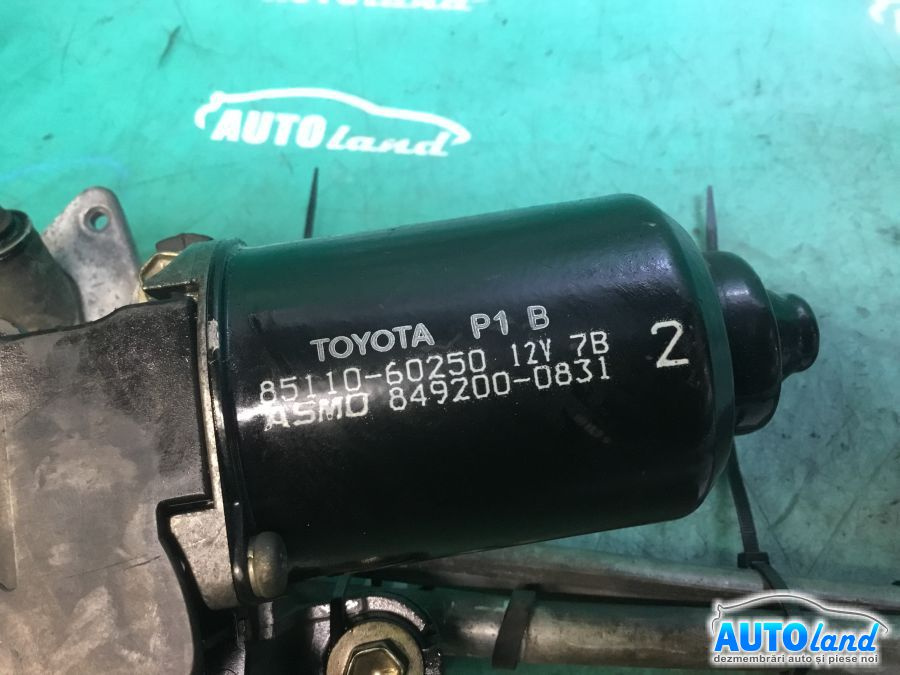 AUTOland
TOYOTA P1 B
85110-60250 12V 7B
ASMO 849200-0831
2
AUTOland
dezmembrări auto și piese noi